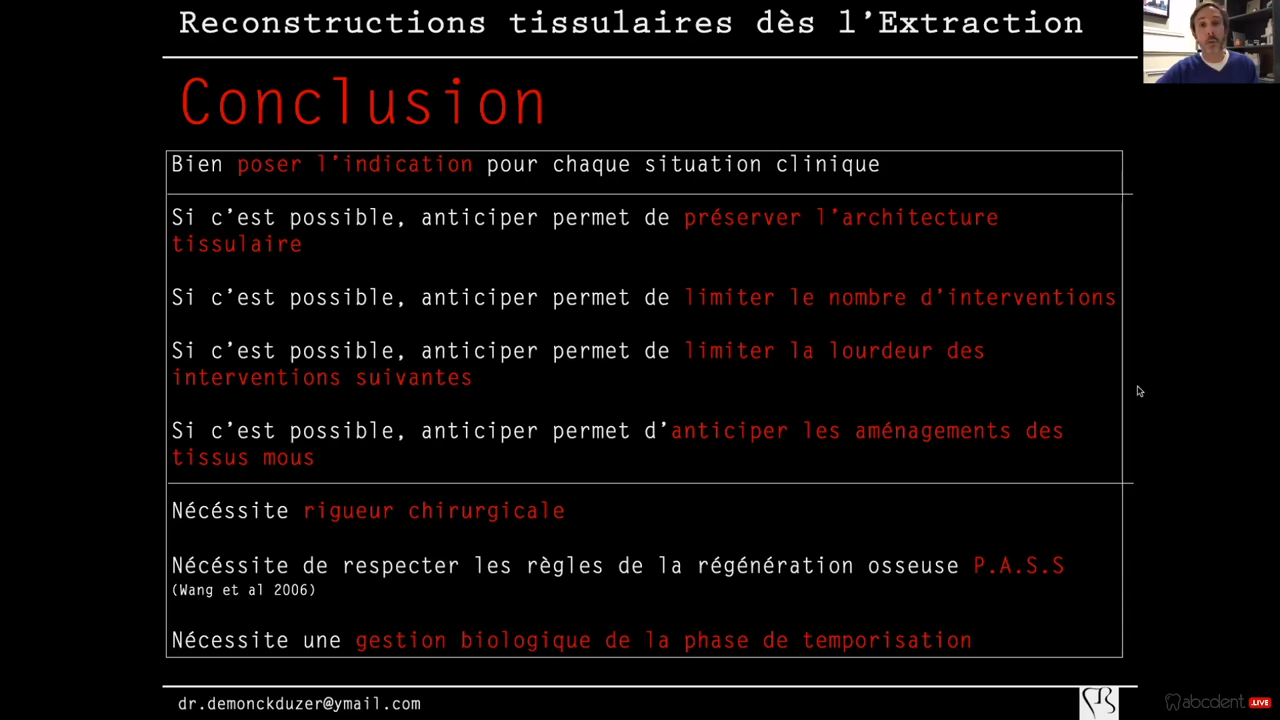 Reconstructions tissulaires dès l'Extraction
Conclusion
Bien poser l'indication pour chaque situation clinique
Si c'est possible, anticiper permet de préserver l'architecture
tissulaire
Si c'est possible, anticiper permet de limiter le nombre d'interventions
Si c'est possible, anticiper permet de limiter la lourdeur des
interventions suivantes
Si c'est possible, anticiper permet d'anticiper les aménagements des
tissus mous
Nécéssite rigueur chirurgicale
Nécéssite de respecter les règles de la régénération osseuse P.A.S.S
(Wang et al 2006)
Nécessite une gestion biologique de la phase de temporisation
dr.demonckduzer@ymail.com
abcdent.LIVE